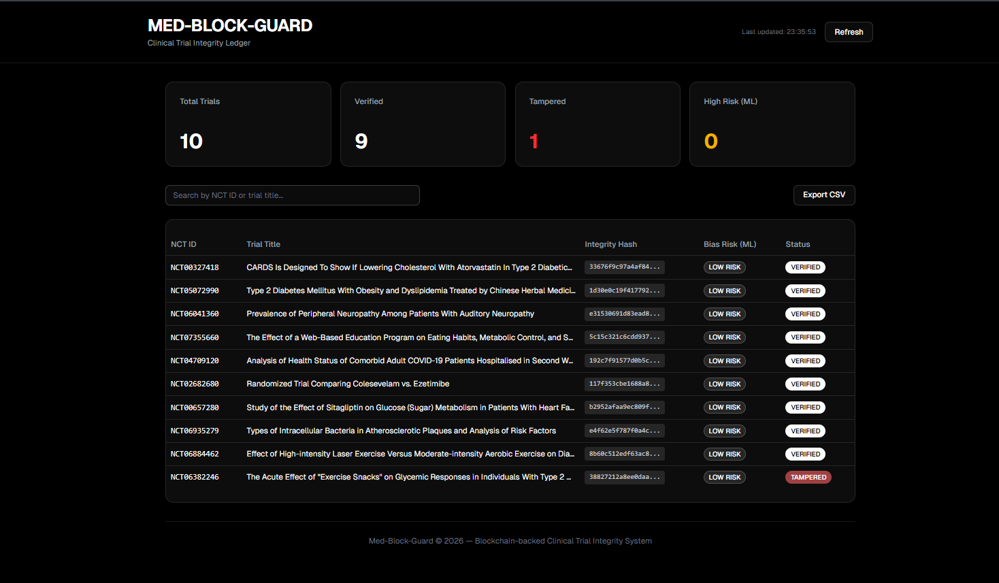 MED-BLOCK-GUARD
Clinical Trial Integrity Ledger
Last updated: 23:35:53
Refresh
Total Trials
10
Verified
9
Tampered
1
High Risk (ML)
0
Search by NCT ID or trial title...
Export CSV
NCT ID Trial Title Integrity Hash Bias Risk (ML) Status
NCT00327418 CARDS Is Designed To Show If Lowering Cholesterol With Atorvastatin In Type 2 Diabetic... 33676f9c97a4af84... LOW RISK VERIFIED
NCT05072990 Type 2 Diabetes Mellitus With Obesity and Dyslipidemia Treated by Chinese Herbal Medici... 1d30e0c19f417792... LOW RISK VERIFIED
NCT06041360 Prevalence of Peripheral Neuropathy Among Patients With Auditory Neuropathy e31530691d83ead8... LOW RISK VERIFIED
NCT07355660 The Effect of a Web-Based Education Program on Eating Habits, Metabolic Control, and S... 5c15c321c6cdd937... LOW RISK VERIFIED
NCT04709120 Analysis of Health Status of Comorbid Adult COVID-19 Patients Hospitalised in Second W... 192c7f91577d0b5c... LOW RISK VERIFIED
NCT02682680 Randomized Trial Comparing Colesevelam vs. Ezetimibe 117f353cbe1688a8... LOW RISK VERIFIED
NCT00657280 Study of the Effect of Sitagliptin on Glucose (Sugar) Metabolism in Patients With Heart Fa... b2952afaa9ec809f... LOW RISK VERIFIED
NCT06935279 Types of Intracellular Bacteria in Atherosclerotic Plaques and Analysis of Risk Factors e4f62e5f787f0a4c... LOW RISK VERIFIED
NCT06884462 Effect of High-intensity Laser Exercise Versus Moderate-intensity Aerobic Exercise on Dia... 8b60c512edf63ac8... LOW RISK VERIFIED
NCT06382246 The Acute Effect of "Exercise Snacks" on Glycemic Responses in Individuals With Type 2 ... 38827212a8ee0daa... LOW RISK TAMPERED
Med-Block-Guard © 2026 — Blockchain-backed Clinical Trial Integrity System